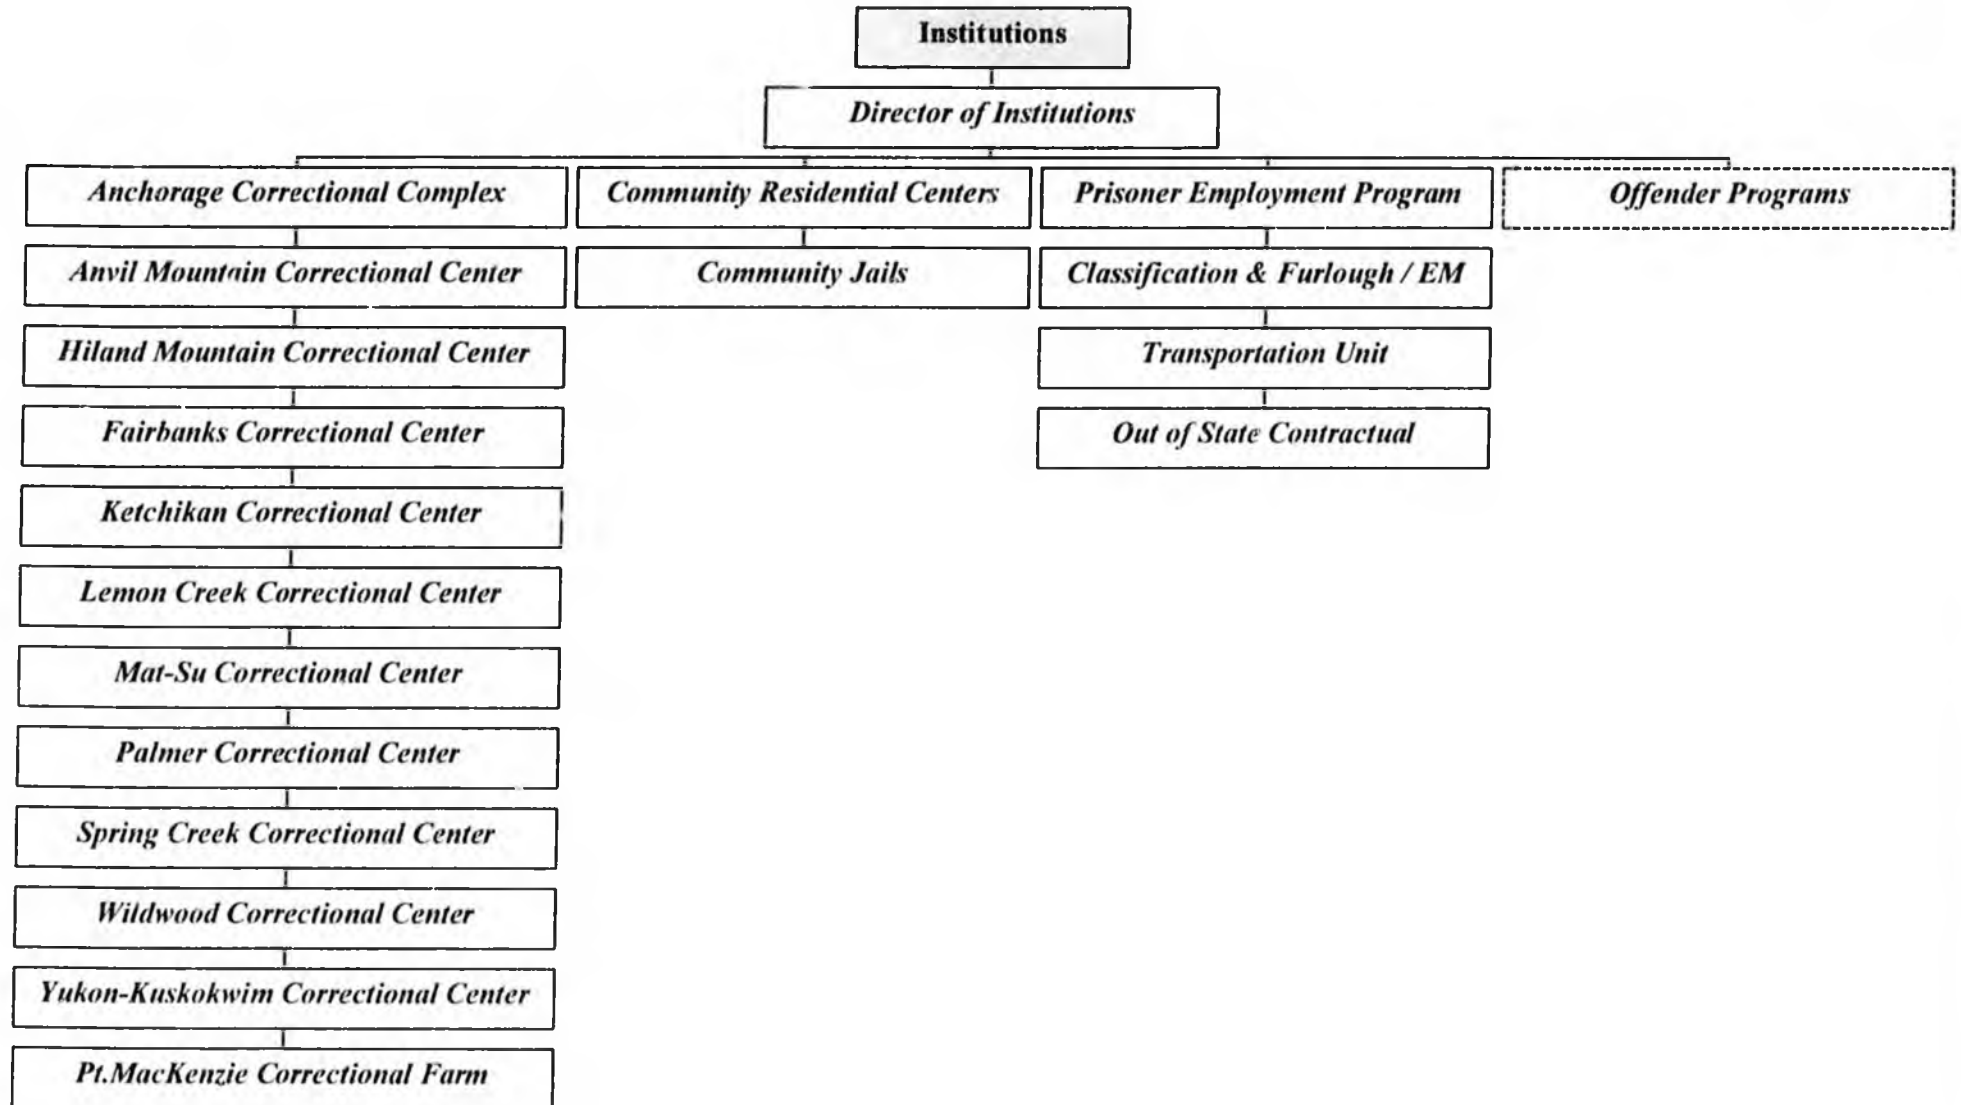 Institutions
Director of Institutions
Anchorage Correctional Complex
Anvil Mountain Correctional Center
Hiland Mountain Correctional Center
Fairbanks Correctional Center
Ketchikan Correctional Center
Lemon Creek Correctional Center
Mat-Su Correctional Center
Palmer Correctional Center
Spring Creek Correctional Center
Wildwood Correctional Center
Yukon-Kuskokwim Correctional Center
Pt.MacKenzie Correctional Farm
Community Residential Centers
Community Jails
Prisoner Employment Program
Classification & Furlough / EM
Transportation Unit
Out of State Contractual
Offender Programs